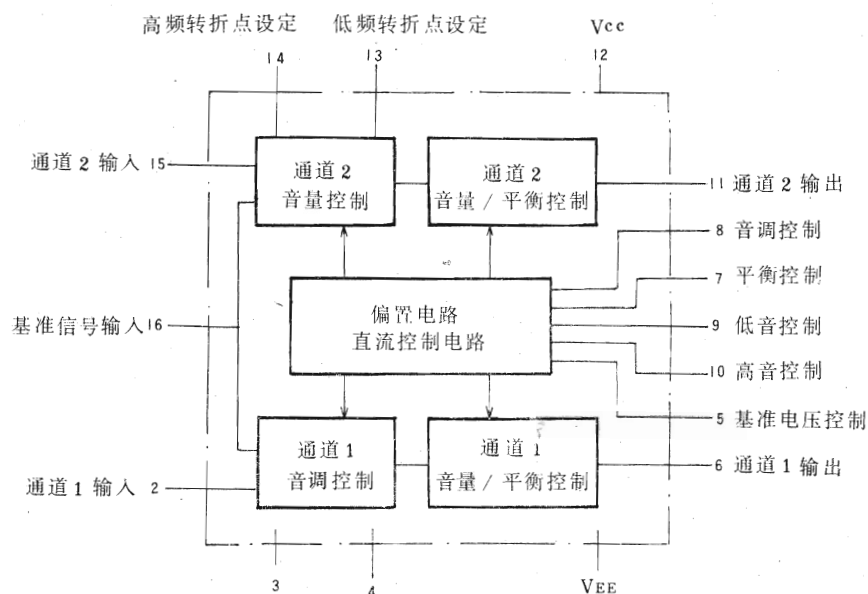 高频转折点设定 低频转折点设定 Vcc
14 13 12
通道2输入 15
通道2
音量控制
通道2
音量/平衡控制
11 通道2输出
8 音调控制
7 平衡控制
基准信号输入 16
偏置电路
直流控制电路
9 低音控制
10 高音控制
5 基准电压控制
通道1
音调控制
通道1
音量/平衡控制
6 通道1输出
通道1输入 2
3 4 VEE